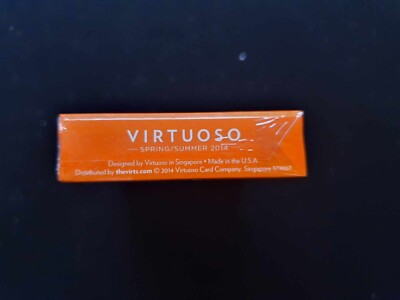 VIRTUOSO
SPRING/SUMMER 2014
Designed by Virtuoso in Singapore • Made in the U.S.A.
Distributed by thevirts.com © 2014 Virtuoso Card Company. Singapore